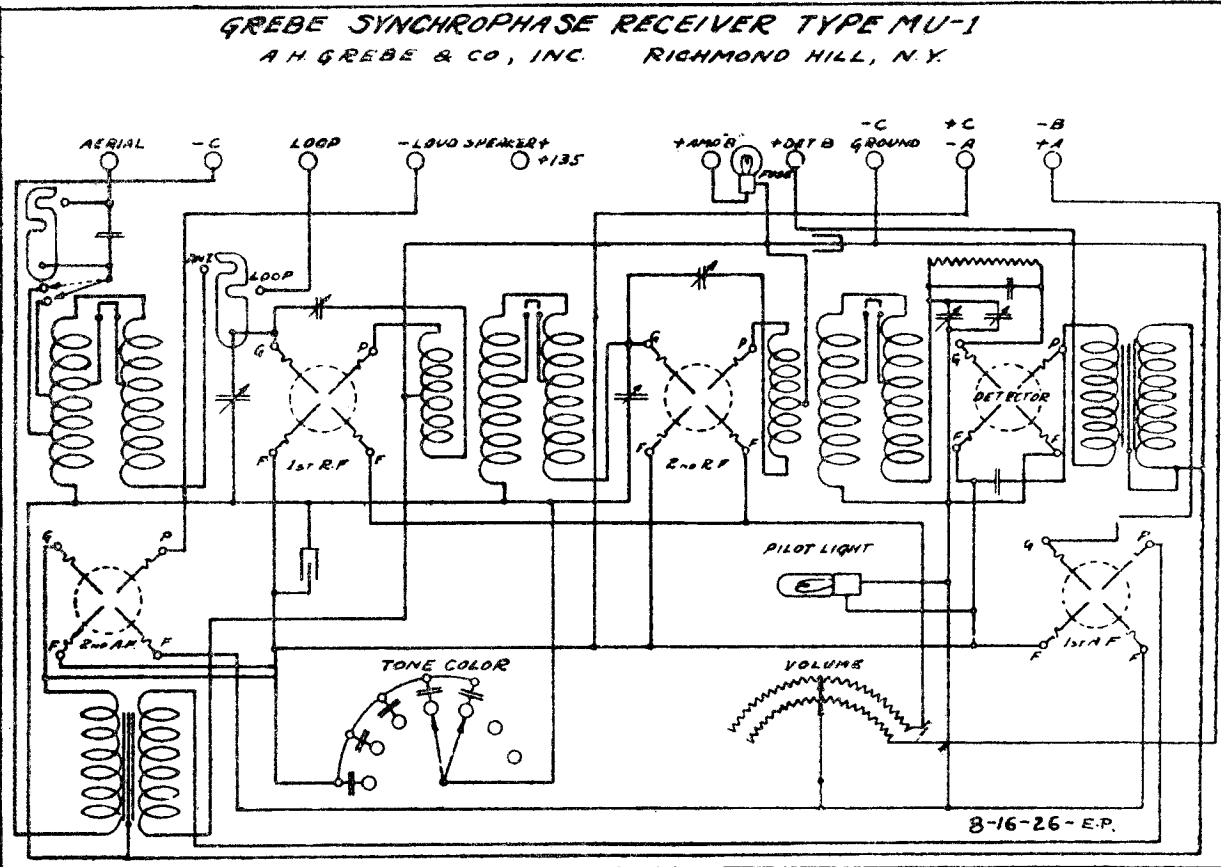 GREBE SYNCHROPHASE RECEIVER TYPE MU-1
A H. GREBE & CO, INC. RICHMOND HILL, N.Y.
AERIAL
-C
LOOP
-LOUD SPEAKER+
+135
+AMP"B"
FUSE
+DET B
-C
GROUND
+C
-A
-B
+A
ANT
LOOP
G
P
F
1ST R.F
F
G
P
F
2ND R.F
F
G
P
DETECTOR
F
F
G
P
F
2ND A.F.
F
PILOT LIGHT
G
P
F
1ST A.F
F
TONE COLOR
VOLUME
8-16-26-E.P.